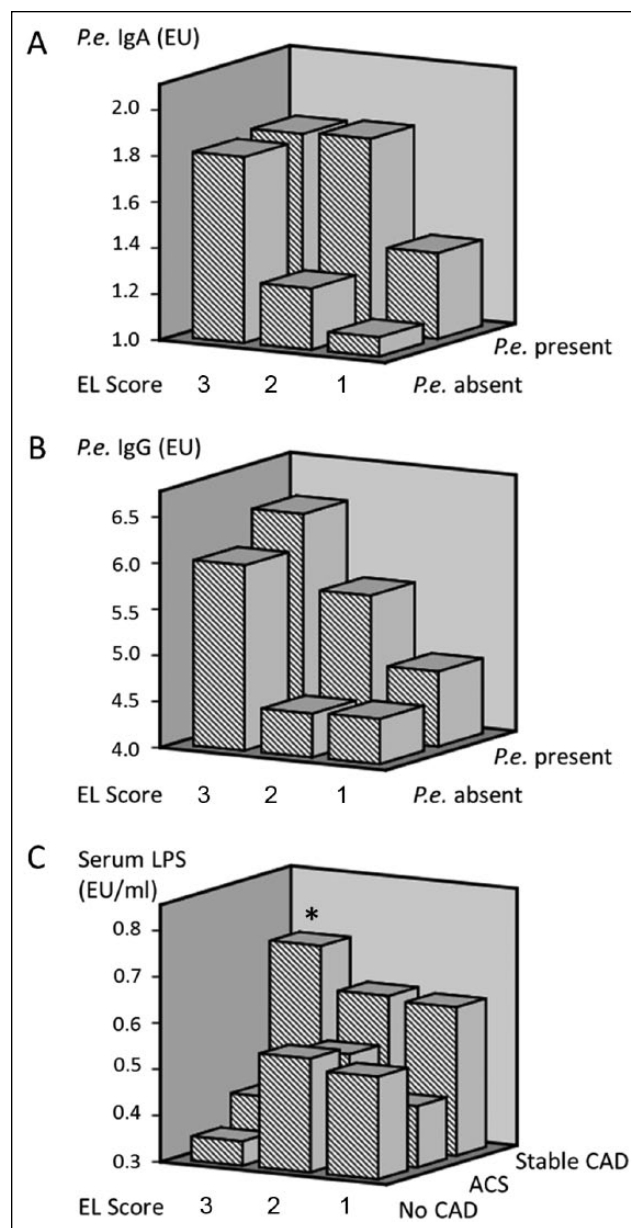 A P.e. IgA (EU)
2.0
1.8
1.6
1.4
1.2
1.0
P.e. present
EL Score 3 2 1 P.e. absent
B P.e. IgG (EU)
6.5
6.0
5.5
5.0
4.5
4.0
P.e. present
EL Score 3 2 1 P.e. absent
C Serum LPS
(EU/ml)
*
0.8
0.7
0.6
0.5
0.4
0.3
Stable CAD
ACS
EL Score 3 2 1 No CAD